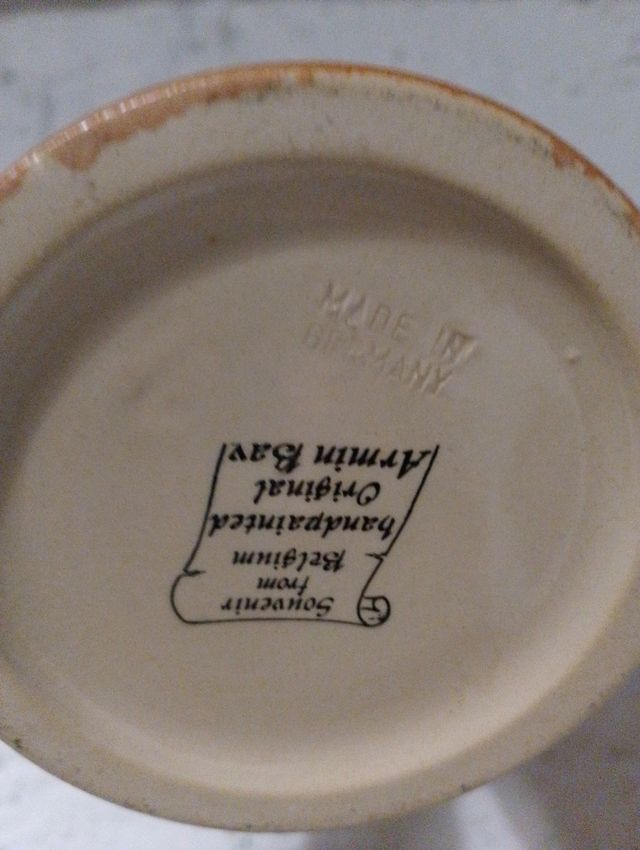 MADE IN
GERMANY
Souvenir
from
Belgium
handpainted
Original
Armin Bay